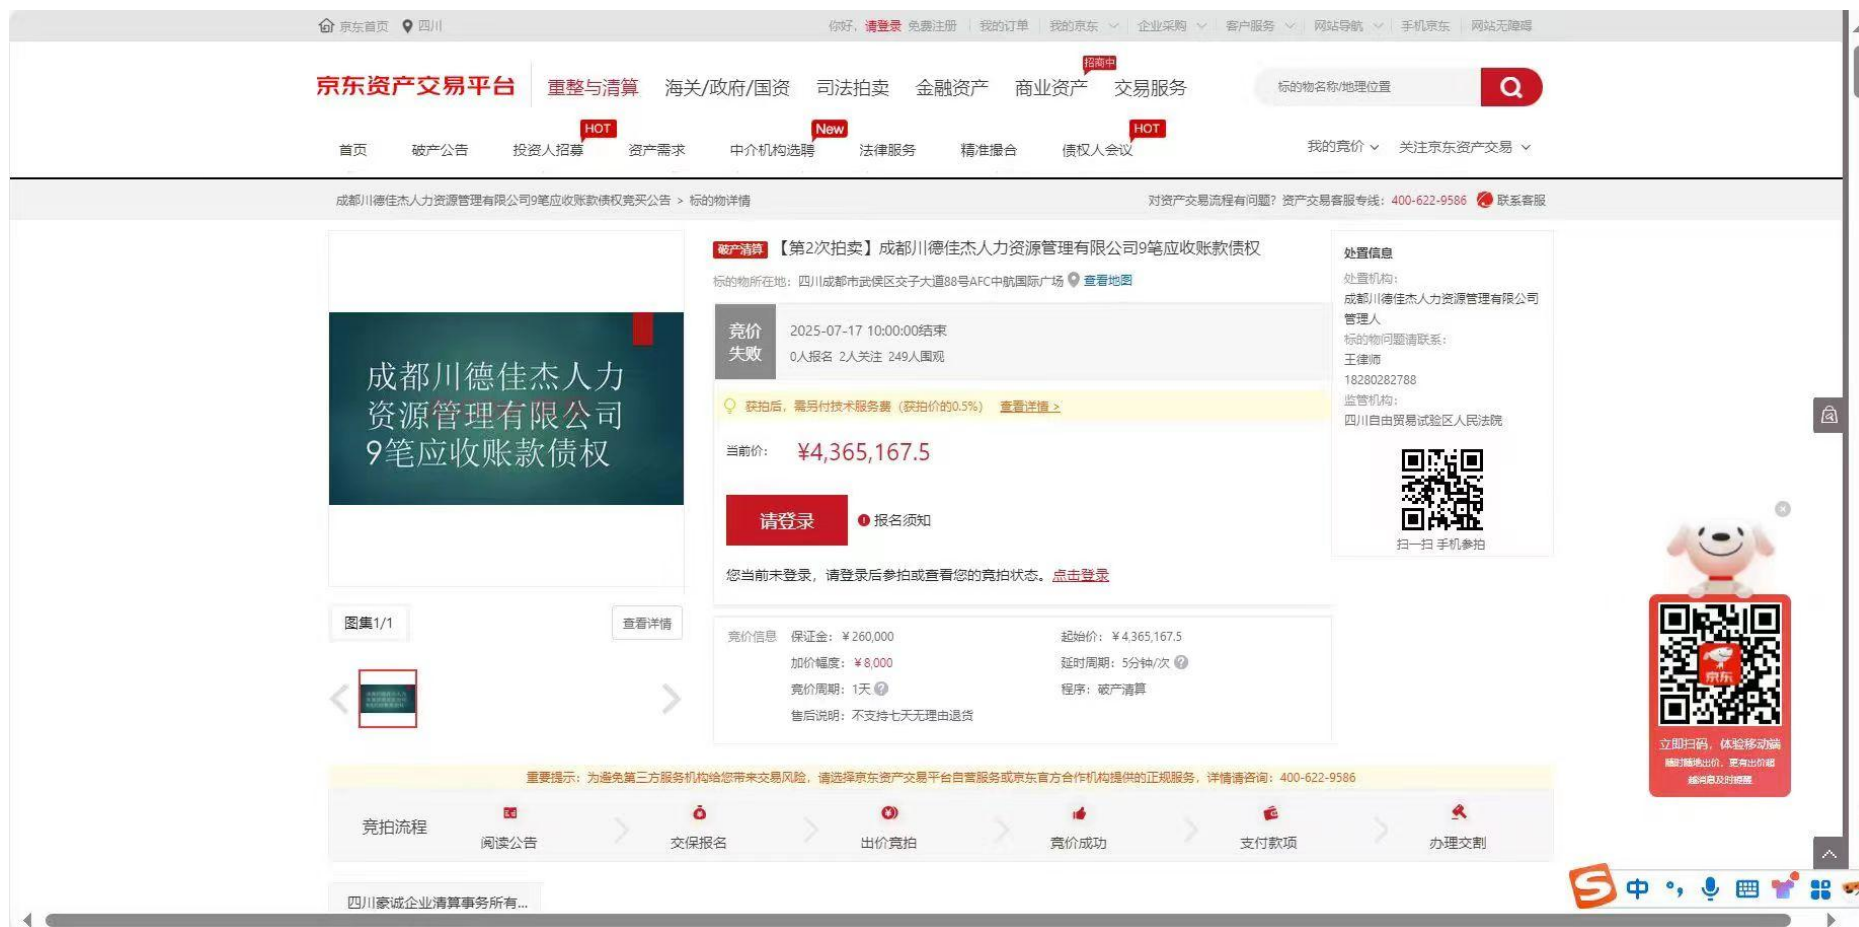 京东首页 四川
你好，请登录 免费注册 我的订单 我的京东 企业采购 客户服务 网站导航 手机京东 网站无障碍
京东资产交易平台 重整与清算 海关/政府/国资 司法拍卖 金融资产 商业资产 招商中 交易服务
标的物名称/地理位置
首页 破产公告 投资人招募 HOT 资产需求 中介机构选聘 New 法律服务 精准撮合 债权人会议 HOT
我的竞价 关注京东资产交易
成都川德佳杰人力资源管理有限公司9笔应收账款债权竞买公告 > 标的物详情
对资产交易流程有问题？资产交易客服专线：400-622-9586 联系客服
成都川德佳杰人力
资源管理有限公司
9笔应收账款债权
图集1/1
查看详情
破产清算 【第2次拍卖】成都川德佳杰人力资源管理有限公司9笔应收账款债权
标的物所在地：四川成都市武侯区交子大道88号AFC中航国际广场 查看地图
竞价
失败
2025-07-17 10:00:00结束
0人报名 2人关注 249人围观
获拍后，需另付技术服务费（获拍价的0.5%） 查看详情 >
当前价： ¥4,365,167.5
请登录 报名须知
您当前未登录，请登录后参拍或查看您的竞拍状态。点击登录
竞价信息 保证金：¥260,000 起始价：¥4,365,167.5
加价幅度：¥8,000 延时周期：5分钟/次
竞价周期：1天 程序：破产清算
售后说明：不支持七天无理由退货
处置信息
处置机构：
成都川德佳杰人力资源管理有限公司
管理人
标的物问题请联系：
王律师
18280282788
监管机构：
四川自由贸易试验区人民法院
扫一扫 手机参拍
京东
立即扫码，体验移动端
随时随地出价，更有出价超
越消息及时提醒
重要提示：为避免第三方服务机构给您带来交易风险，请选择京东资产交易平台自营服务或京东官方合作机构提供的正规服务，详情请咨询：400-622-9586
竞拍流程 阅读公告 交保报名 出价竞拍 竞价成功 支付款项 办理交割
四川豪诚企业清算事务所有...
中